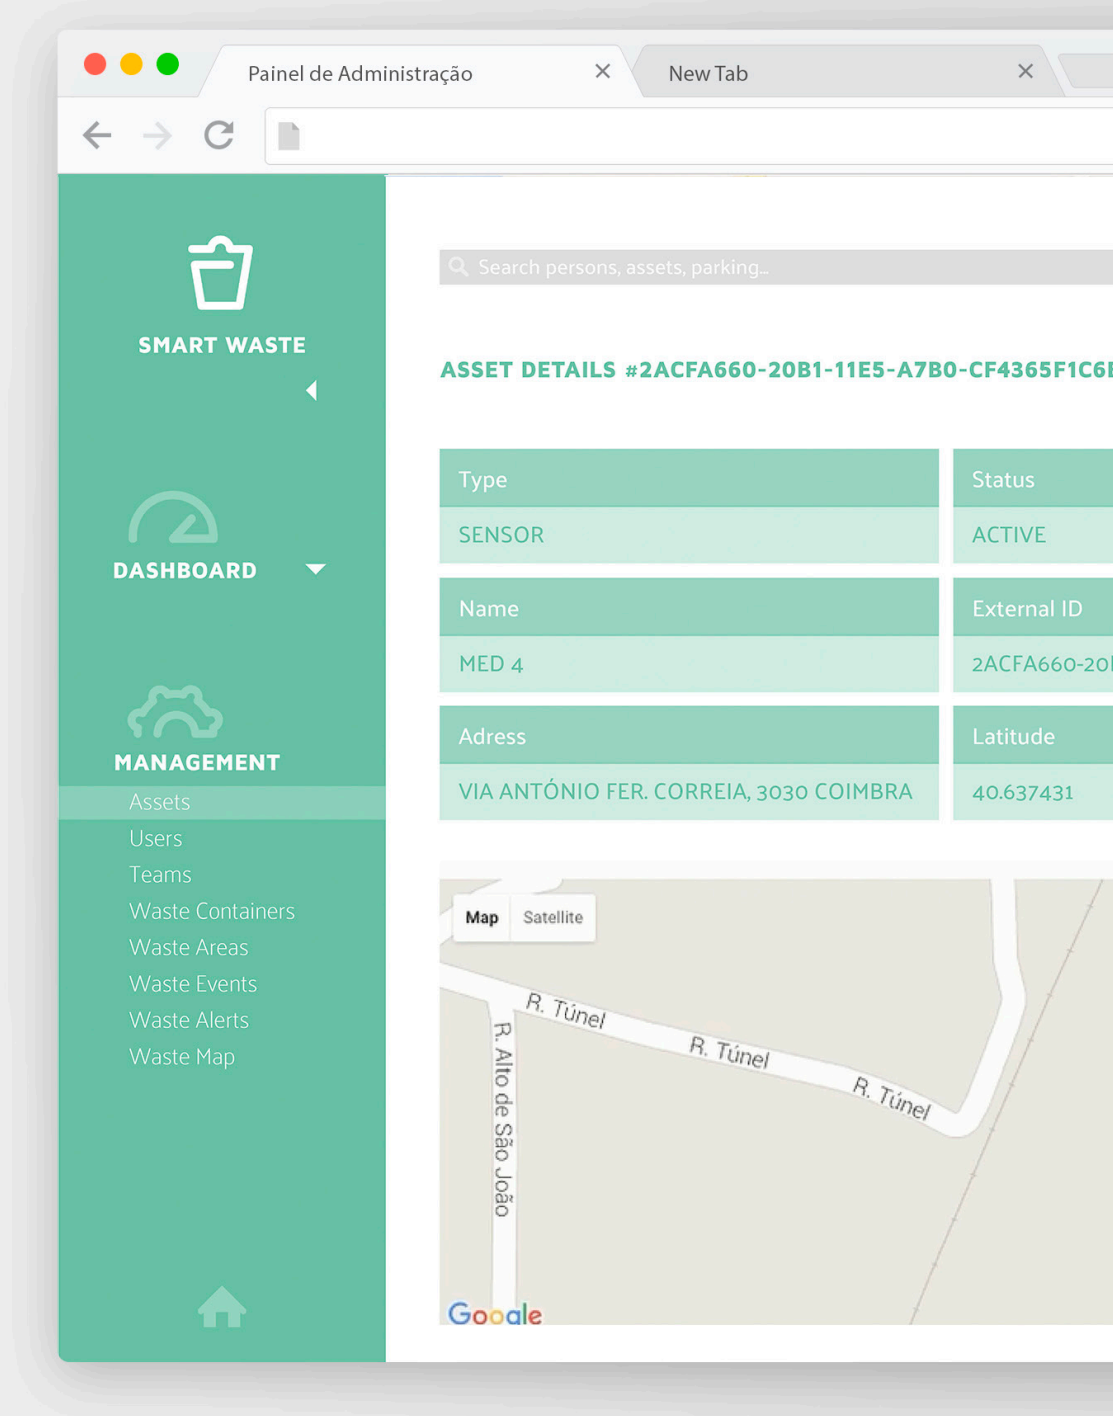 Painel de Administração
New Tab
SMART WASTE
DASHBOARD
MANAGEMENT
Assets
Users
Teams
Waste Containers
Waste Areas
Waste Events
Waste Alerts
Waste Map
Search persons, assets, parking...
ASSET DETAILS #2ACFA660-20B1-11E5-A7B0-CF4365F1C6
Type
SENSOR
Status
ACTIVE
Name
MED 4
External ID
2ACFA660-20
Adress
VIA ANTÓNIO FER. CORREIA, 3030 COIMBRA
Latitude
40.637431
Map
Satellite
R. Túnel
R. Túnel
R. Túnel
R. Alto de São João
Google